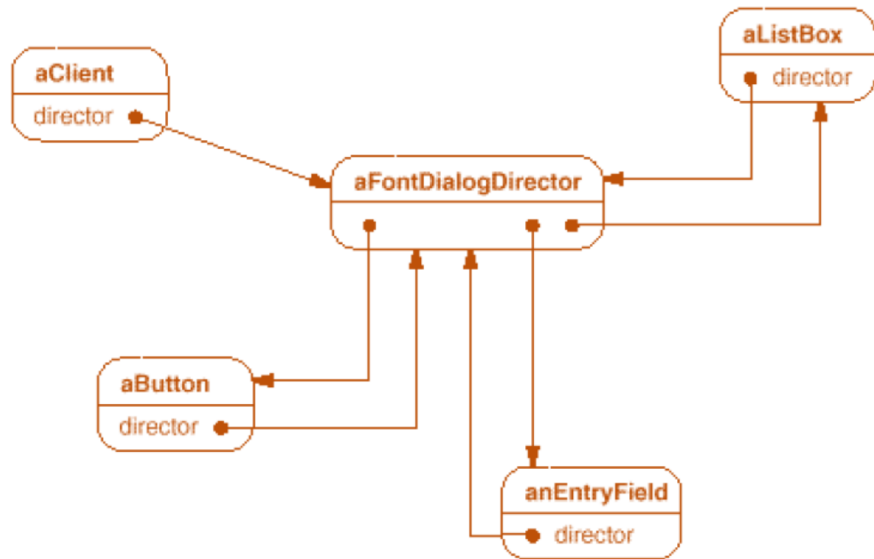 aListBox
director
aClient
director
aFontDialogDirector
aButton
director
anEntryField
director